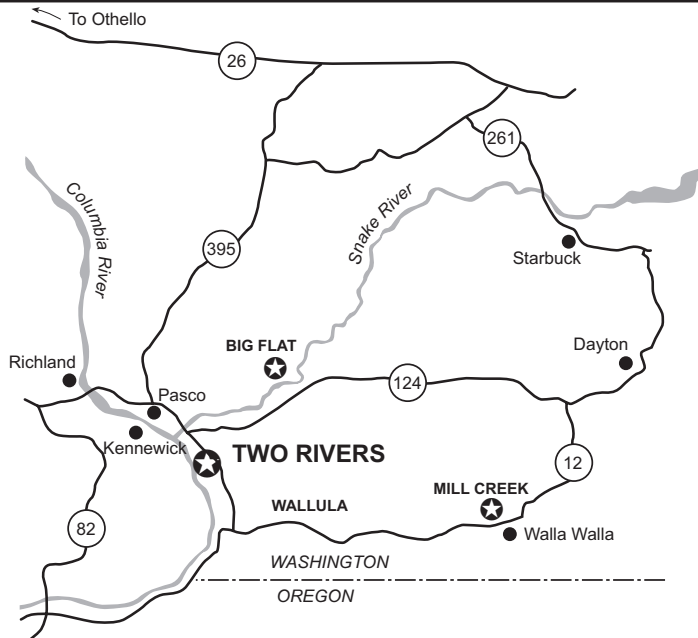 To Othello
26
261
Columbia River
Snake River
395
Starbuck
BIG FLAT
Dayton
Richland
124
Pasco
Kennewick
TWO RIVERS
12
MILL CREEK
WALLULA
82
Walla Walla
WASHINGTON
OREGON